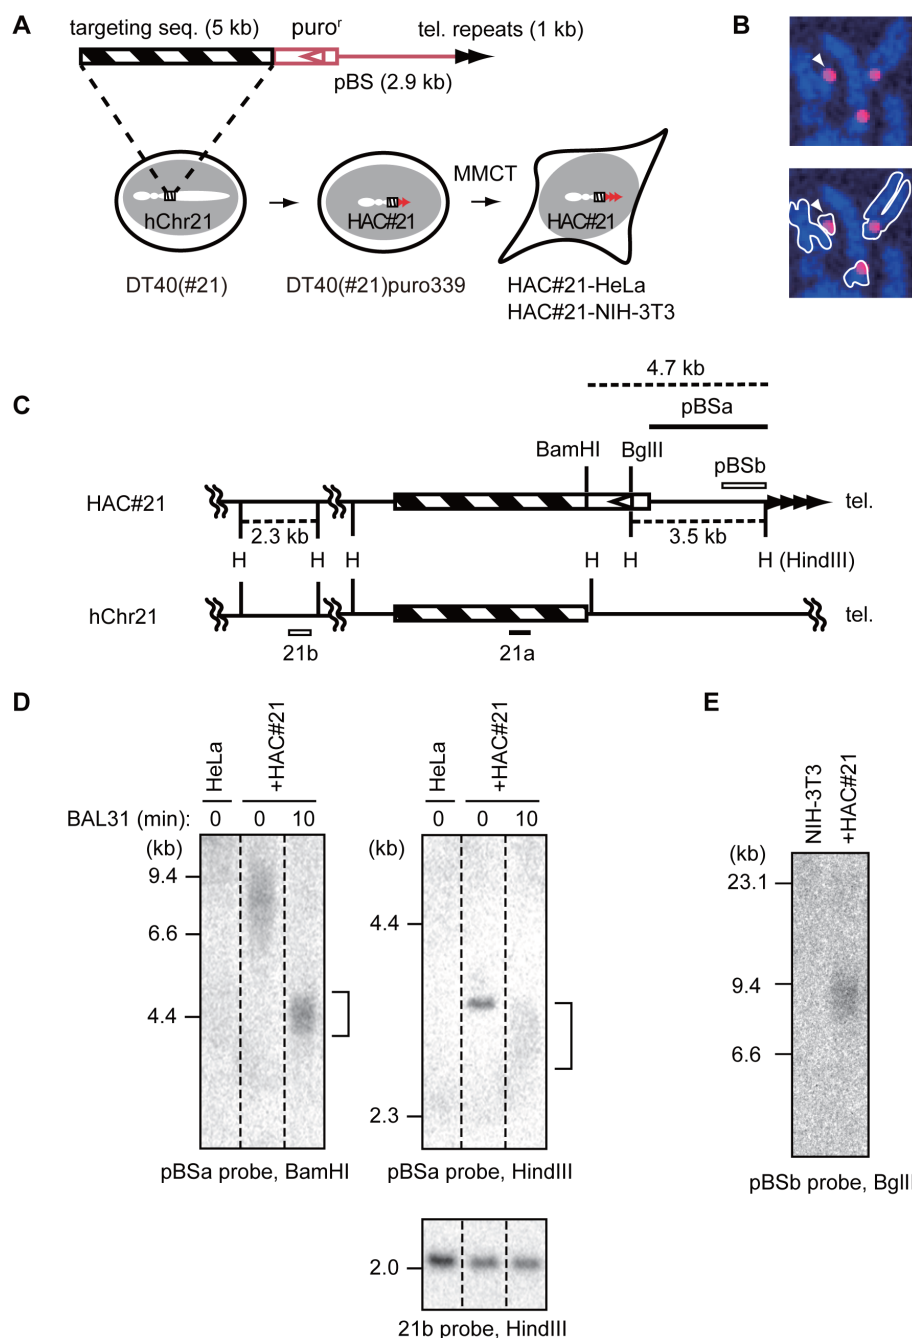 A
targeting seq. (5 kb)
puroʳ
tel. repeats (1 kb)
pBS (2.9 kb)
MMCT
hChr21
HAC#21
HAC#21
DT40(#21)
DT40(#21)puro339
HAC#21-HeLa
HAC#21-NIH-3T3
B
C
4.7 kb
pBSa
BamHI
BglII
pBSb
HAC#21
tel.
2.3 kb
3.5 kb
H
H
H
H
H
H (HindIII)
hChr21
tel.
21b
21a
D
HeLa
+HAC#21
BAL31 (min):
0
0
10
(kb)
9.4
6.6
4.4
pBSa probe, BamHI
HeLa
+HAC#21
0
0
10
(kb)
4.4
2.3
pBSa probe, HindIII
2.0
21b probe, HindIII
E
NIH-3T3
+HAC#21
(kb)
23.1
9.4
6.6
pBSb probe, BglII